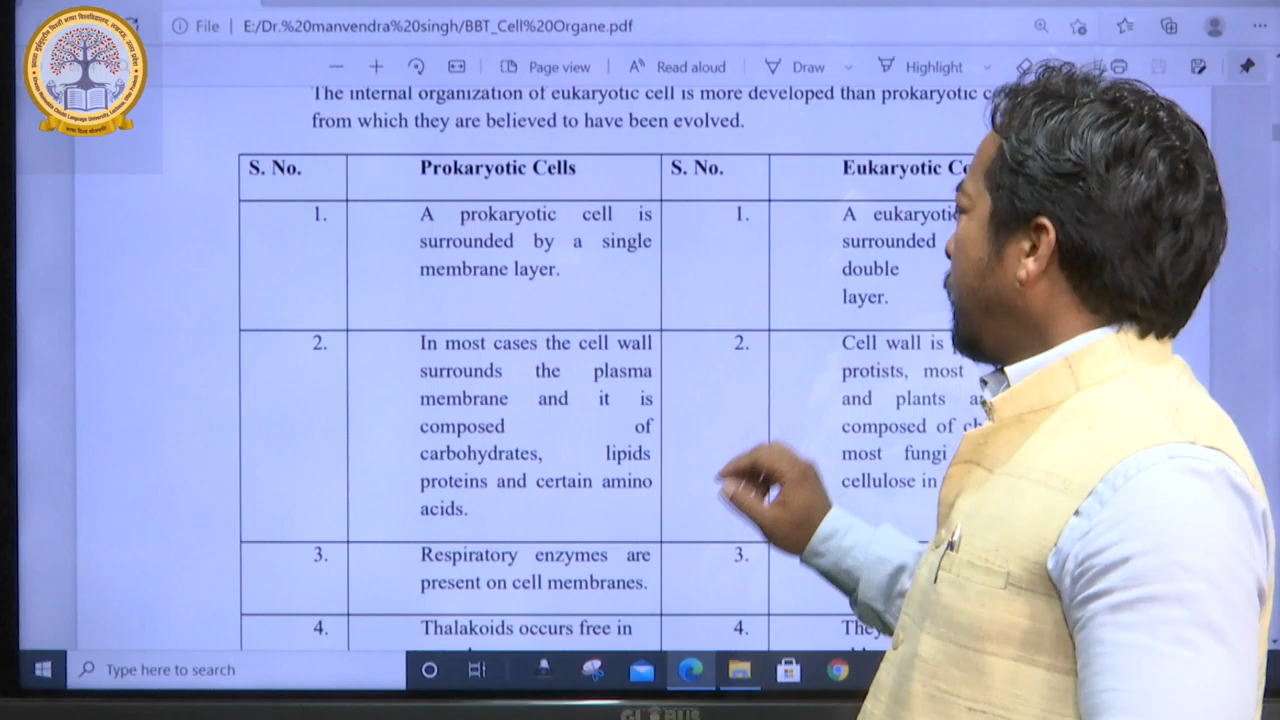 File | E:/Dr.%20manvendra%20singh/BBT_Cell%20Organe.pdf
Page view | Read aloud | Draw Highlight
The internal organization of eukaryotic cell is more developed than prokaryotic
from which they are believed to have been evolved.
S. No. Prokaryotic Cells S. No. Eukaryotic
1. A prokaryotic cell is 1. A eukaryotic
surrounded by a single surrounded
membrane layer. double
layer.
2. In most cases the cell wall 2. Cell wall is
surrounds the plasma protists, most
membrane and it is and plants
composed of composed of
carbohydrates, lipids most fungi
proteins and certain amino cellulose in
acids.
3. Respiratory enzymes are 3.
present on cell membranes.
4. Thalakoids occurs free in 4.
Type here to search